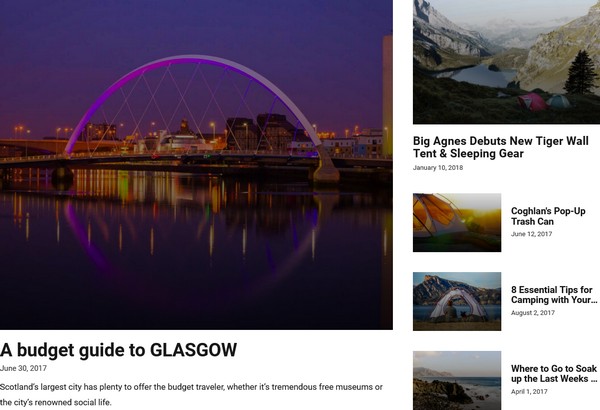 A budget guide to GLASGOW
June 30, 2017
Scotland's largest city has plenty to offer the budget traveler, whether it's tremendous free museums or
the city's renowned social life.
Big Agnes Debuts New Tiger Wall
Tent & Sleeping Gear
January 10, 2018
Coghlan's Pop-Up
Trash Can
June 12, 2017
8 Essential Tips for
Camping with Your...
August 2, 2017
Where to Go to Soak
up the Last Weeks ...
April 1, 2017